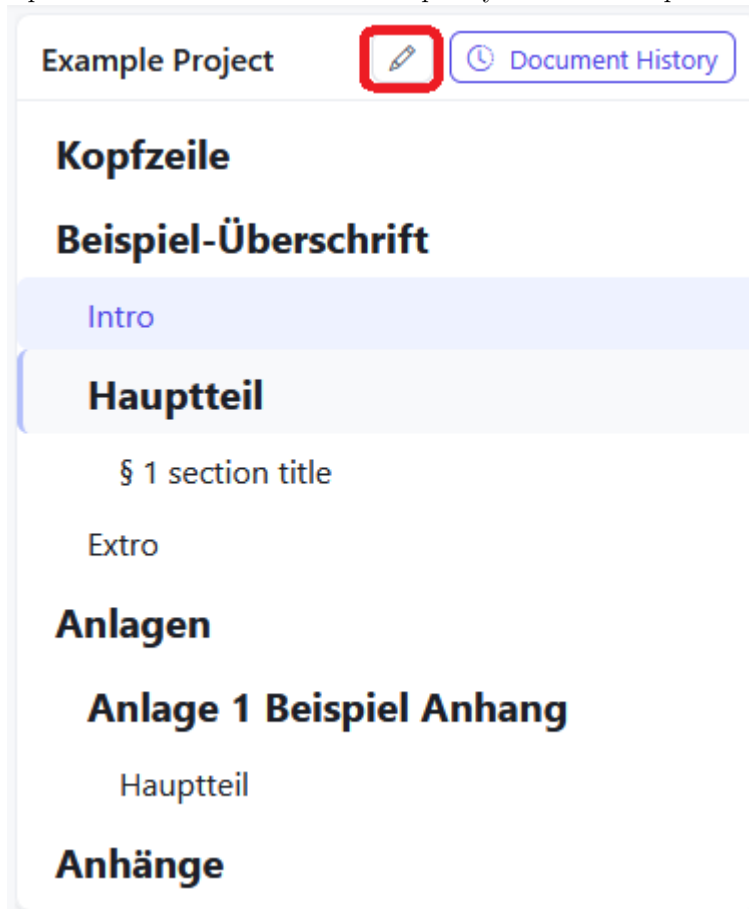 Example Project
Document History
Kopfzeile
Beispiel-Überschrift
Intro
Hauptteil
§ 1 section title
Extro
Anlagen
Anlage 1 Beispiel Anhang
Hauptteil
Anhänge